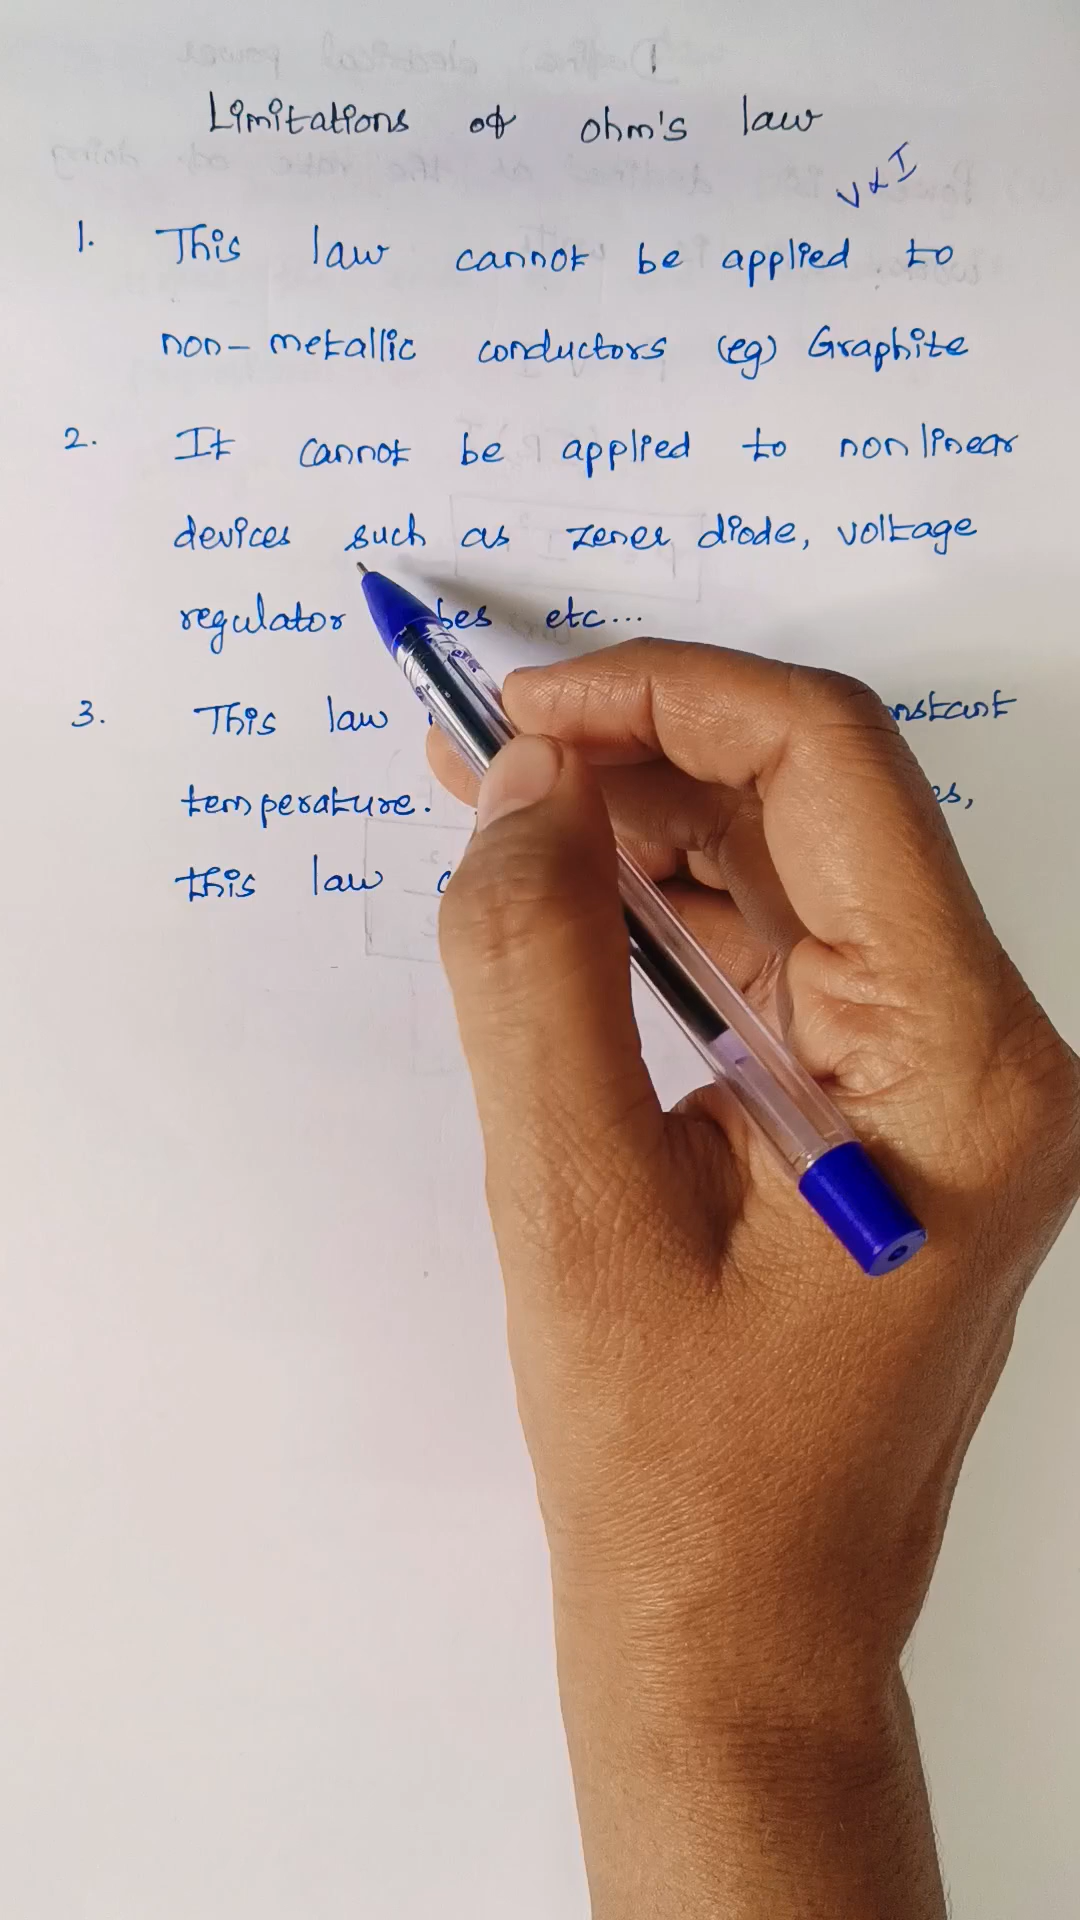 Limitations of ohm's law
V α I
1. This law cannot be applied to
non-metallic conductors (eg) Graphite
2. It cannot be applied to non linear
devices such as zener diode, voltage
regulator etc...
3. This law
temperature.
this law